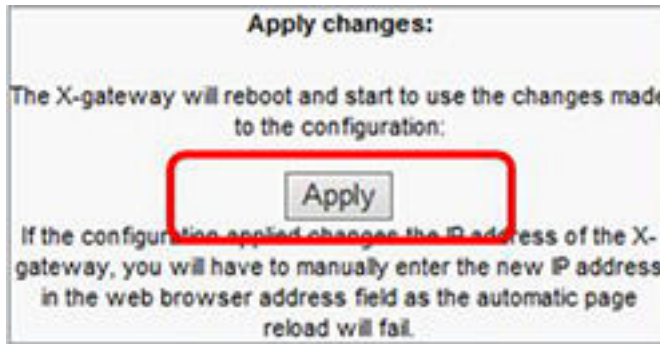 Apply changes:
The X-gateway will reboot and start to use the changes made
to the configuration:
Apply
If the configuration applied changes the IP address of the X-
gateway, you will have to manually enter the new IP address
in the web browser address field as the automatic page
reload will fail.